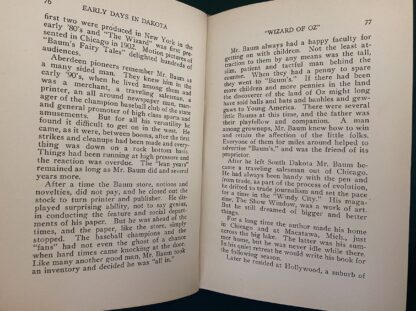 76
EARLY DAYS IN DAKOTA
first two were produced in New York in the
early '80's and "The Wizard" was first pre-
sented in Chicago in 1902. Motion pictures of
"Baum's Fairy Tales" delighted hundreds of
audiences.
Aberdeen pioneers remember Mr. Baum as
a many sided man. They knew him in the
early '90's, when he lived among them and
was a merchant, a traveling salesman, a
printer, an all around newspaper man, man-
ager of the champion baseball club of the state
and general promoter of high class sports and
amusements. But for all his versatility he
found it difficult to get on in the west. He
came, as it were, between booms, after the first
strikes and cleanups had been made and every-
thing was down on a rock bottom basis.
Things had been running at high pressure and
the reaction was overdue. The "lean years"
remained as long as Mr. Baum did and several
years more.
After a time the Baum store, notions and
novelties, did not pay, and he closed out the
stock to turn printer and publisher. He dis-
played surprising ability, not to say genius,
in conducting the feature and social depart-
ments of his paper. But he was ahead of the
times, and the paper, like the store, simply
stopped. The baseball champions and the
"fans" had not even the ghost of a chance
when hard times came knocking at the door.
Like many another good man, Mr. Baum took
an inventory and decided he was "all in."
"WIZARD OF OZ"
77
Mr. Baum always had a happy faculty for
getting on with children. Not the least at-
traction to them by any means was the tall,
slim, patient and tactful man behind the
counter. When they had a penny to spare
they went to "Baum's." If there had been
more children and more pennies in the land
the discoverer of the land of Oz might long
have sold balls and bats and baubles and gew-
gaws to Young America. There were several
little Baums at this time, and the father was
their playfellow and companion. A man
among grownups, Mr. Baum knew how to win
and retain the affection of the little folks.
Everyone of them from miles around helped to
advertise "Baum's," and was the friend of its
proprietor.
After he left South Dakota Mr. Baum be-
came a traveling salesman out of Chicago.
He had always been handy with the pen and
from trade, as part of the process of evolution,
he drifted to trade journalism and set the pace
for a time in the "Windy City." His maga-
zine, The Show Window, was a work of art.
But he still dreamed of bigger and better
things.
For a long time the author made his home
in Chicago and at Macatawa, Mich., just
across the big lake. The latter was his sum-
mer home, but he was never idle while there.
In his quiet retreat he would write his book for
the following season.
Later he resided at Hollywood, a suburb of